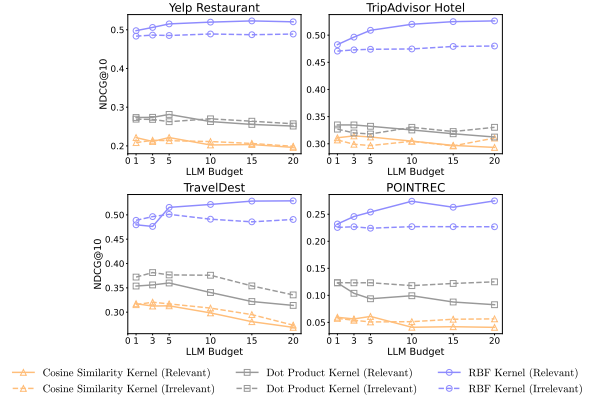 Yelp Restaurant
TripAdvisor Hotel
NDCG@10
0.5
0.4
0.3
0.2
0 1 3 5 10 15 20
LLM Budget
0.50
0.45
0.40
0.35
0.30
0 1 3 5 10 15 20
LLM Budget
TravelDest
POINTREC
NDCG@10
0.50
0.45
0.40
0.35
0.30
0 1 3 5 10 15 20
LLM Budget
0.25
0.20
0.15
0.10
0.05
0 1 3 5 10 15 20
LLM Budget
Cosine Similarity Kernel (Relevant)
Dot Product Kernel (Relevant)
RBF Kernel (Relevant)
Cosine Similarity Kernel (Irrelevant)
Dot Product Kernel (Irrelevant)
RBF Kernel (Irrelevant)